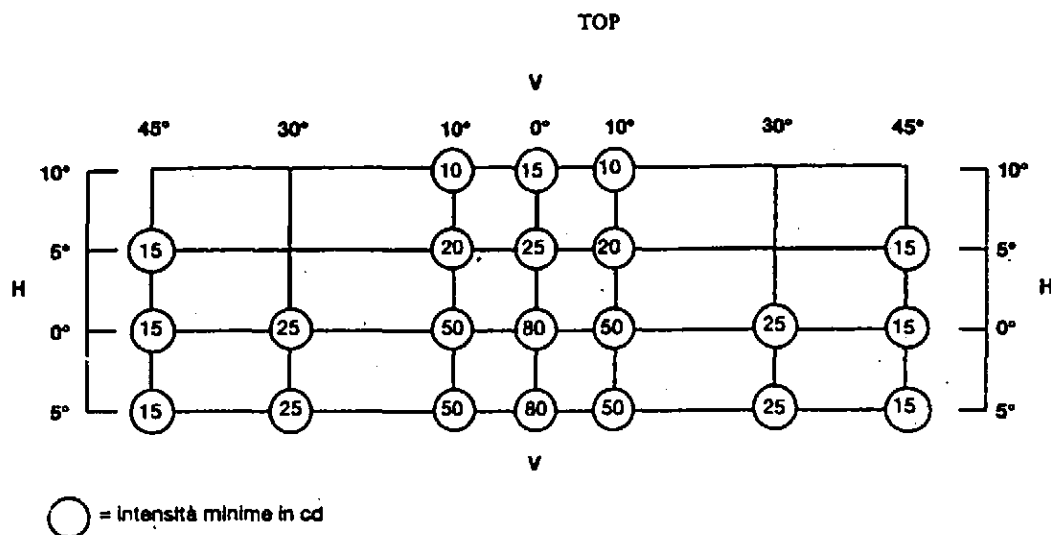 TOP
V
45° 30° 10° 0° 10° 30° 45°
10° 10 15 10 10°
5° 15 20 25 20 15 5°
H H
0° 15 25 50 80 50 25 15 0°
5° 15 25 50 80 50 25 15 5°
V
= intensità minime in cd